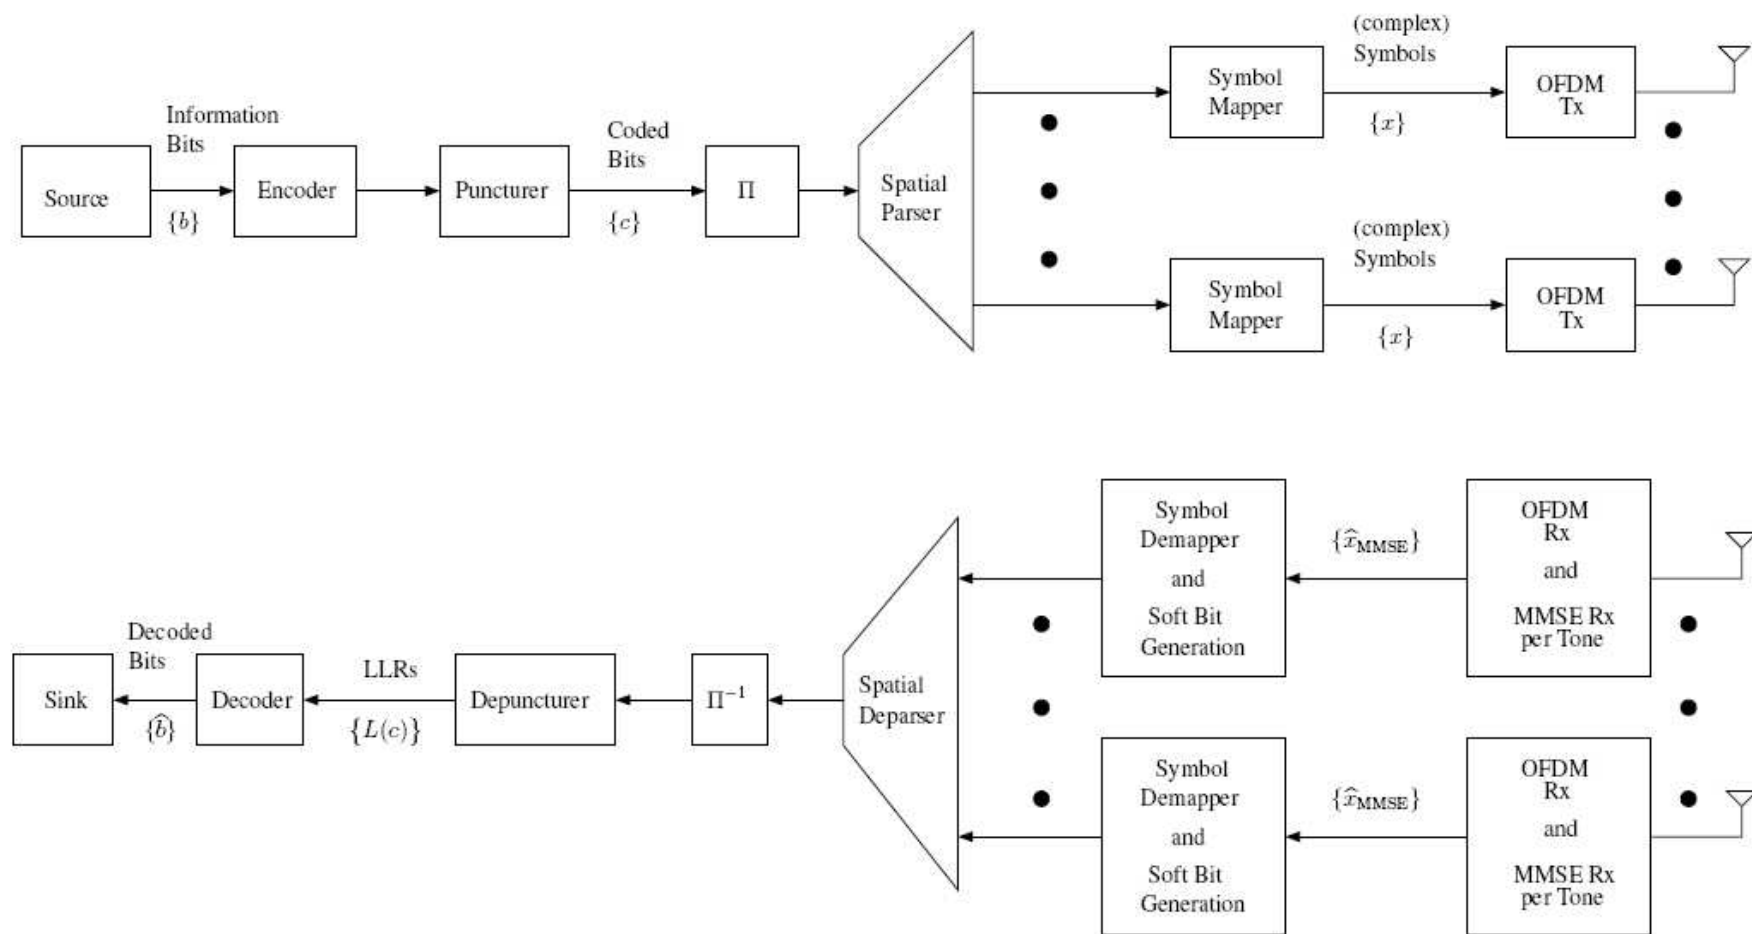 (complex)
Symbols
Symbol
Mapper
{x}
OFDM
Tx
Information
Bits
Coded
Bits
Source
{b}
Encoder
Puncturer
{c}
Π
Spatial
Parser
(complex)
Symbols
Symbol
Mapper
{x}
OFDM
Tx
Symbol
Demapper
and
Soft Bit
Generation
{x̂_MMSE}
OFDM
Rx
and
MMSE Rx
per Tone
Decoded
Bits
Sink
{b̂}
Decoder
LLRs
{L(c)}
Depuncturer
Π⁻¹
Spatial
Deparser
Symbol
Demapper
and
Soft Bit
Generation
{x̂_MMSE}
OFDM
Rx
and
MMSE Rx
per Tone